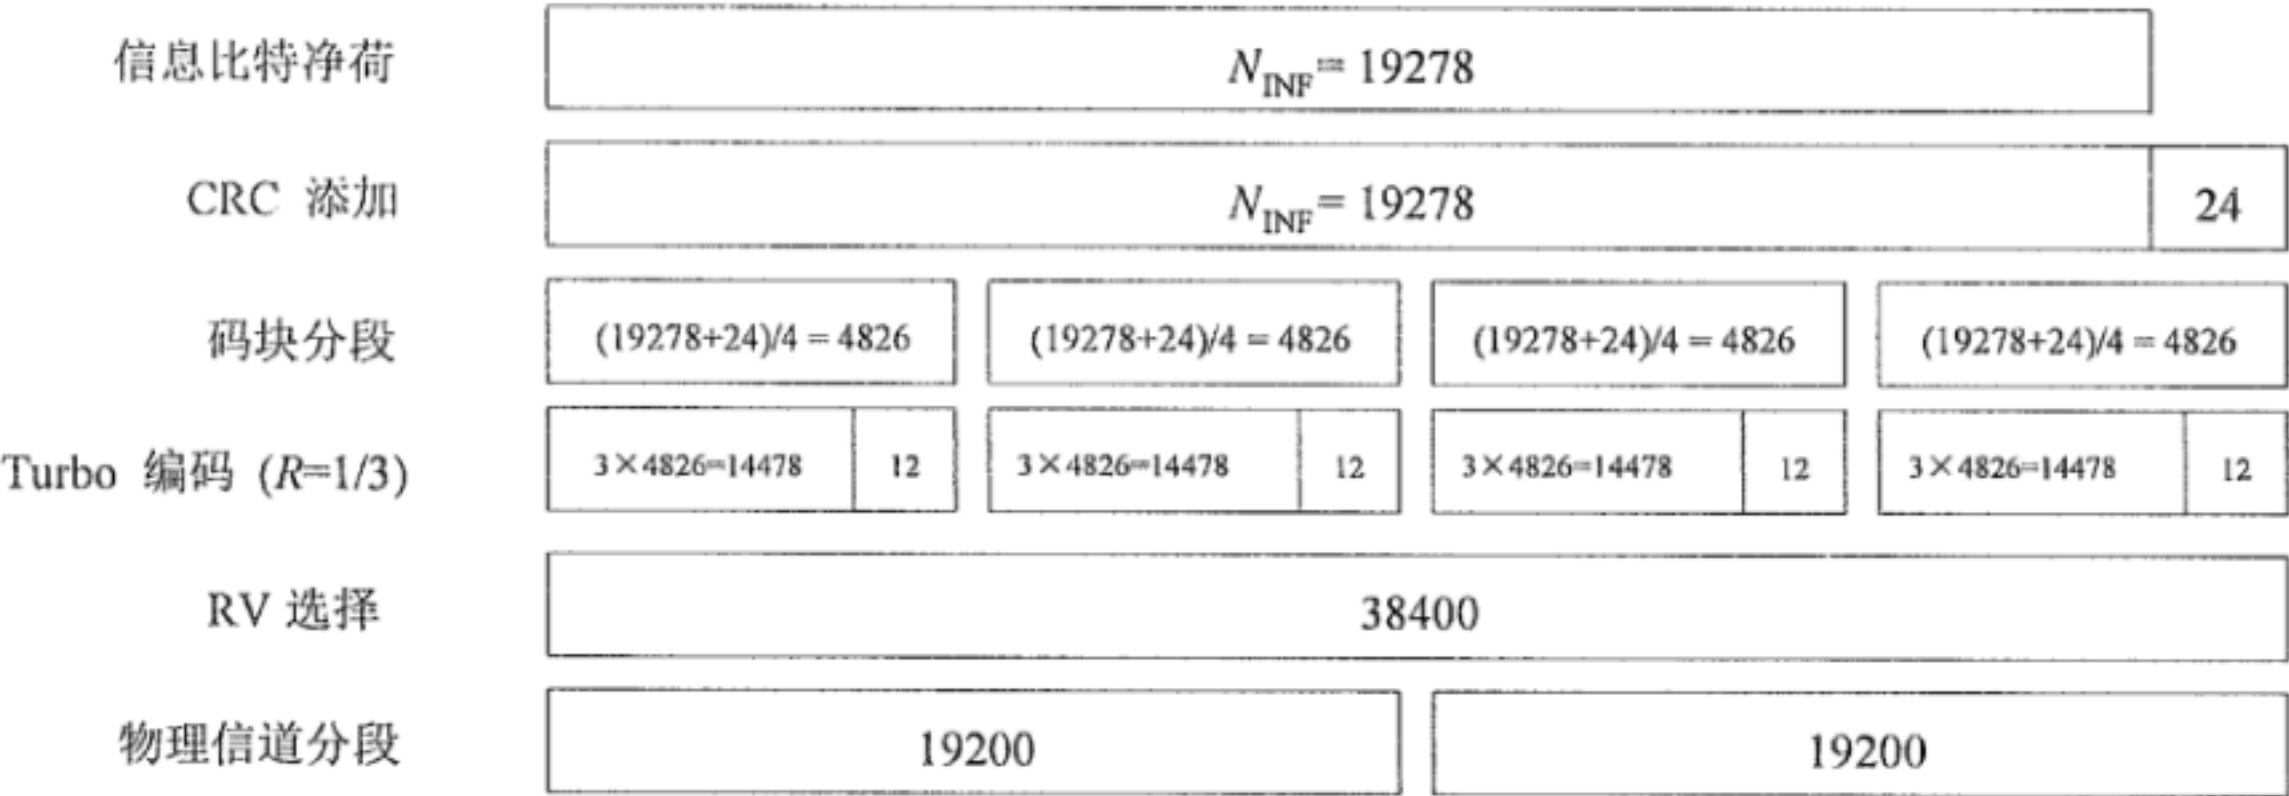 信息比特净荷 N_INF = 19278
CRC 添加 N_INF = 19278 24
码块分段 (19278+24)/4 = 4826 (19278+24)/4 = 4826 (19278+24)/4 = 4826 (19278+24)/4 = 4826
Turbo 编码 (R=1/3) 3×4826=14478 12 3×4826=14478 12 3×4826=14478 12 3×4826=14478 12
RV 选择 38400
物理信道分段 19200 19200